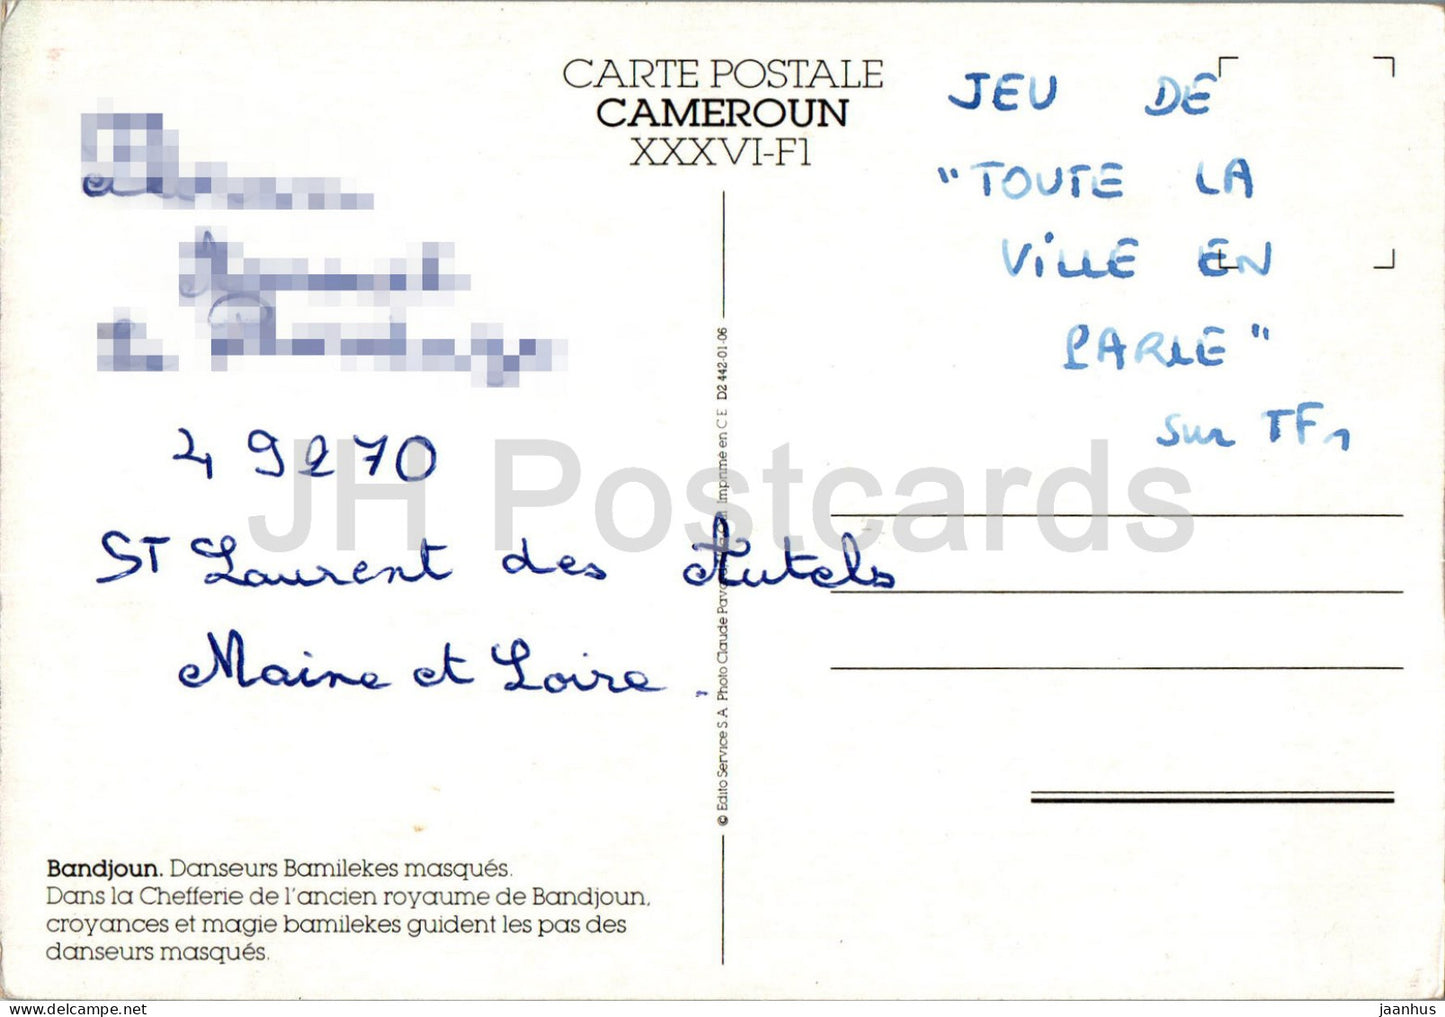 CARTE POSTALE
CAMEROUN
XXXVI-F1
JEU DE
"TOUTE LA
VILLE EN
PARLE"
sur TF1
49270
ST Laurent des Autels
Maine et Loire.
JH Postcards
© Edito Service S.A. Photo Claude Imprimé en C E D2 442-01-06
Bandjoun. Danseurs Bamilekes masqués.
Dans la Chefferie de l'ancien royaume de Bandjoun,
croyances et magie bamilekes guident les pas des
danseurs masqués.
jaanhus